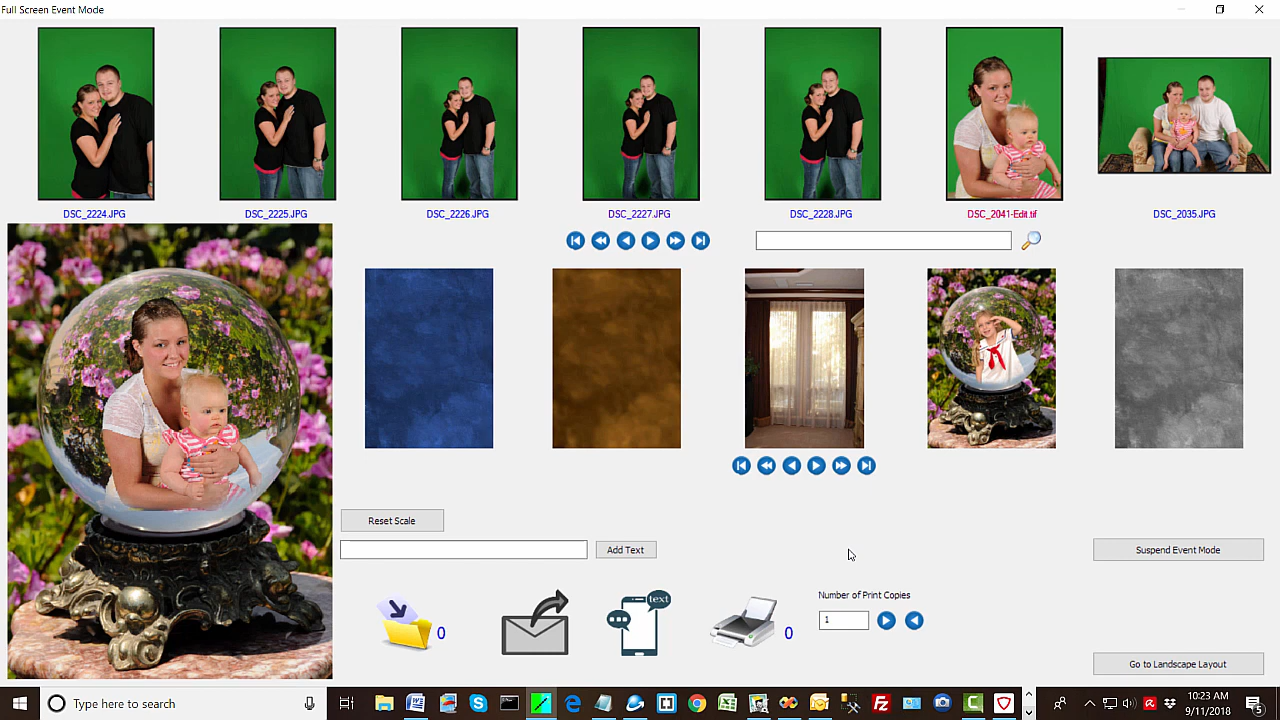 Full Screen Event Mode
DSC_2224.JPG
DSC_2225.JPG
DSC_2226.JPG
DSC_2227.JPG
DSC_2228.JPG
DSC_2041-Edit.tif
DSC_2035.JPG
Reset Scale
Add Text
Suspend Event Mode
text
0
0
Number of Print Copies
1
Go to Landscape Layout
Type here to search
10:23 AM
9/11/2018
5